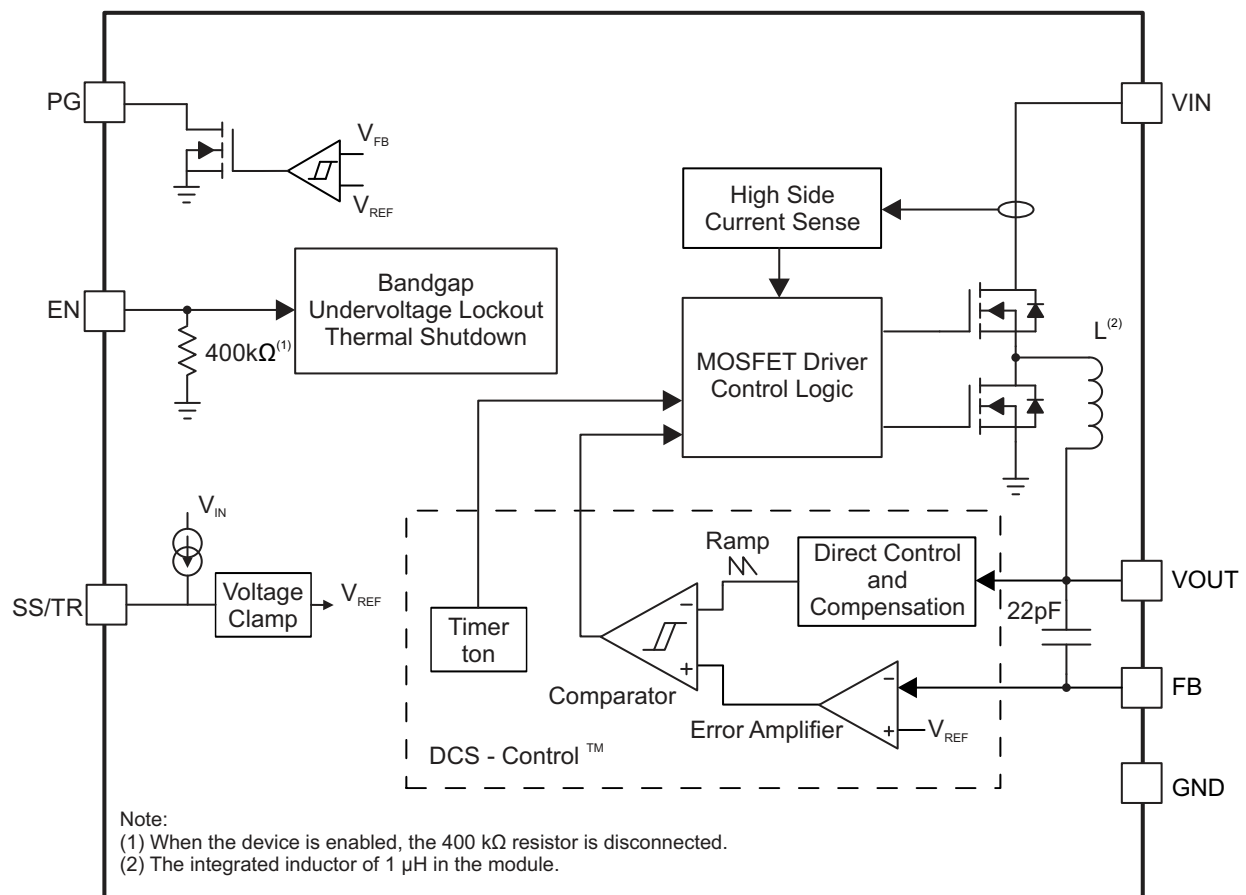 PG
VIN
VFB
VREF
High Side
Current Sense
EN
400kΩ(1)
Bandgap
Undervoltage Lockout
Thermal Shutdown
MOSFET Driver
Control Logic
L(2)
VIN
SS/TR
Voltage
Clamp
VREF
Timer
ton
Ramp
Direct Control
and
Compensation
VOUT
22pF
−
+
Comparator
−
+
VREF
Error Amplifier
FB
DCS - Control ™
GND
Note:
(1) When the device is enabled, the 400 kΩ resistor is disconnected.
(2) The integrated inductor of 1 μH in the module.